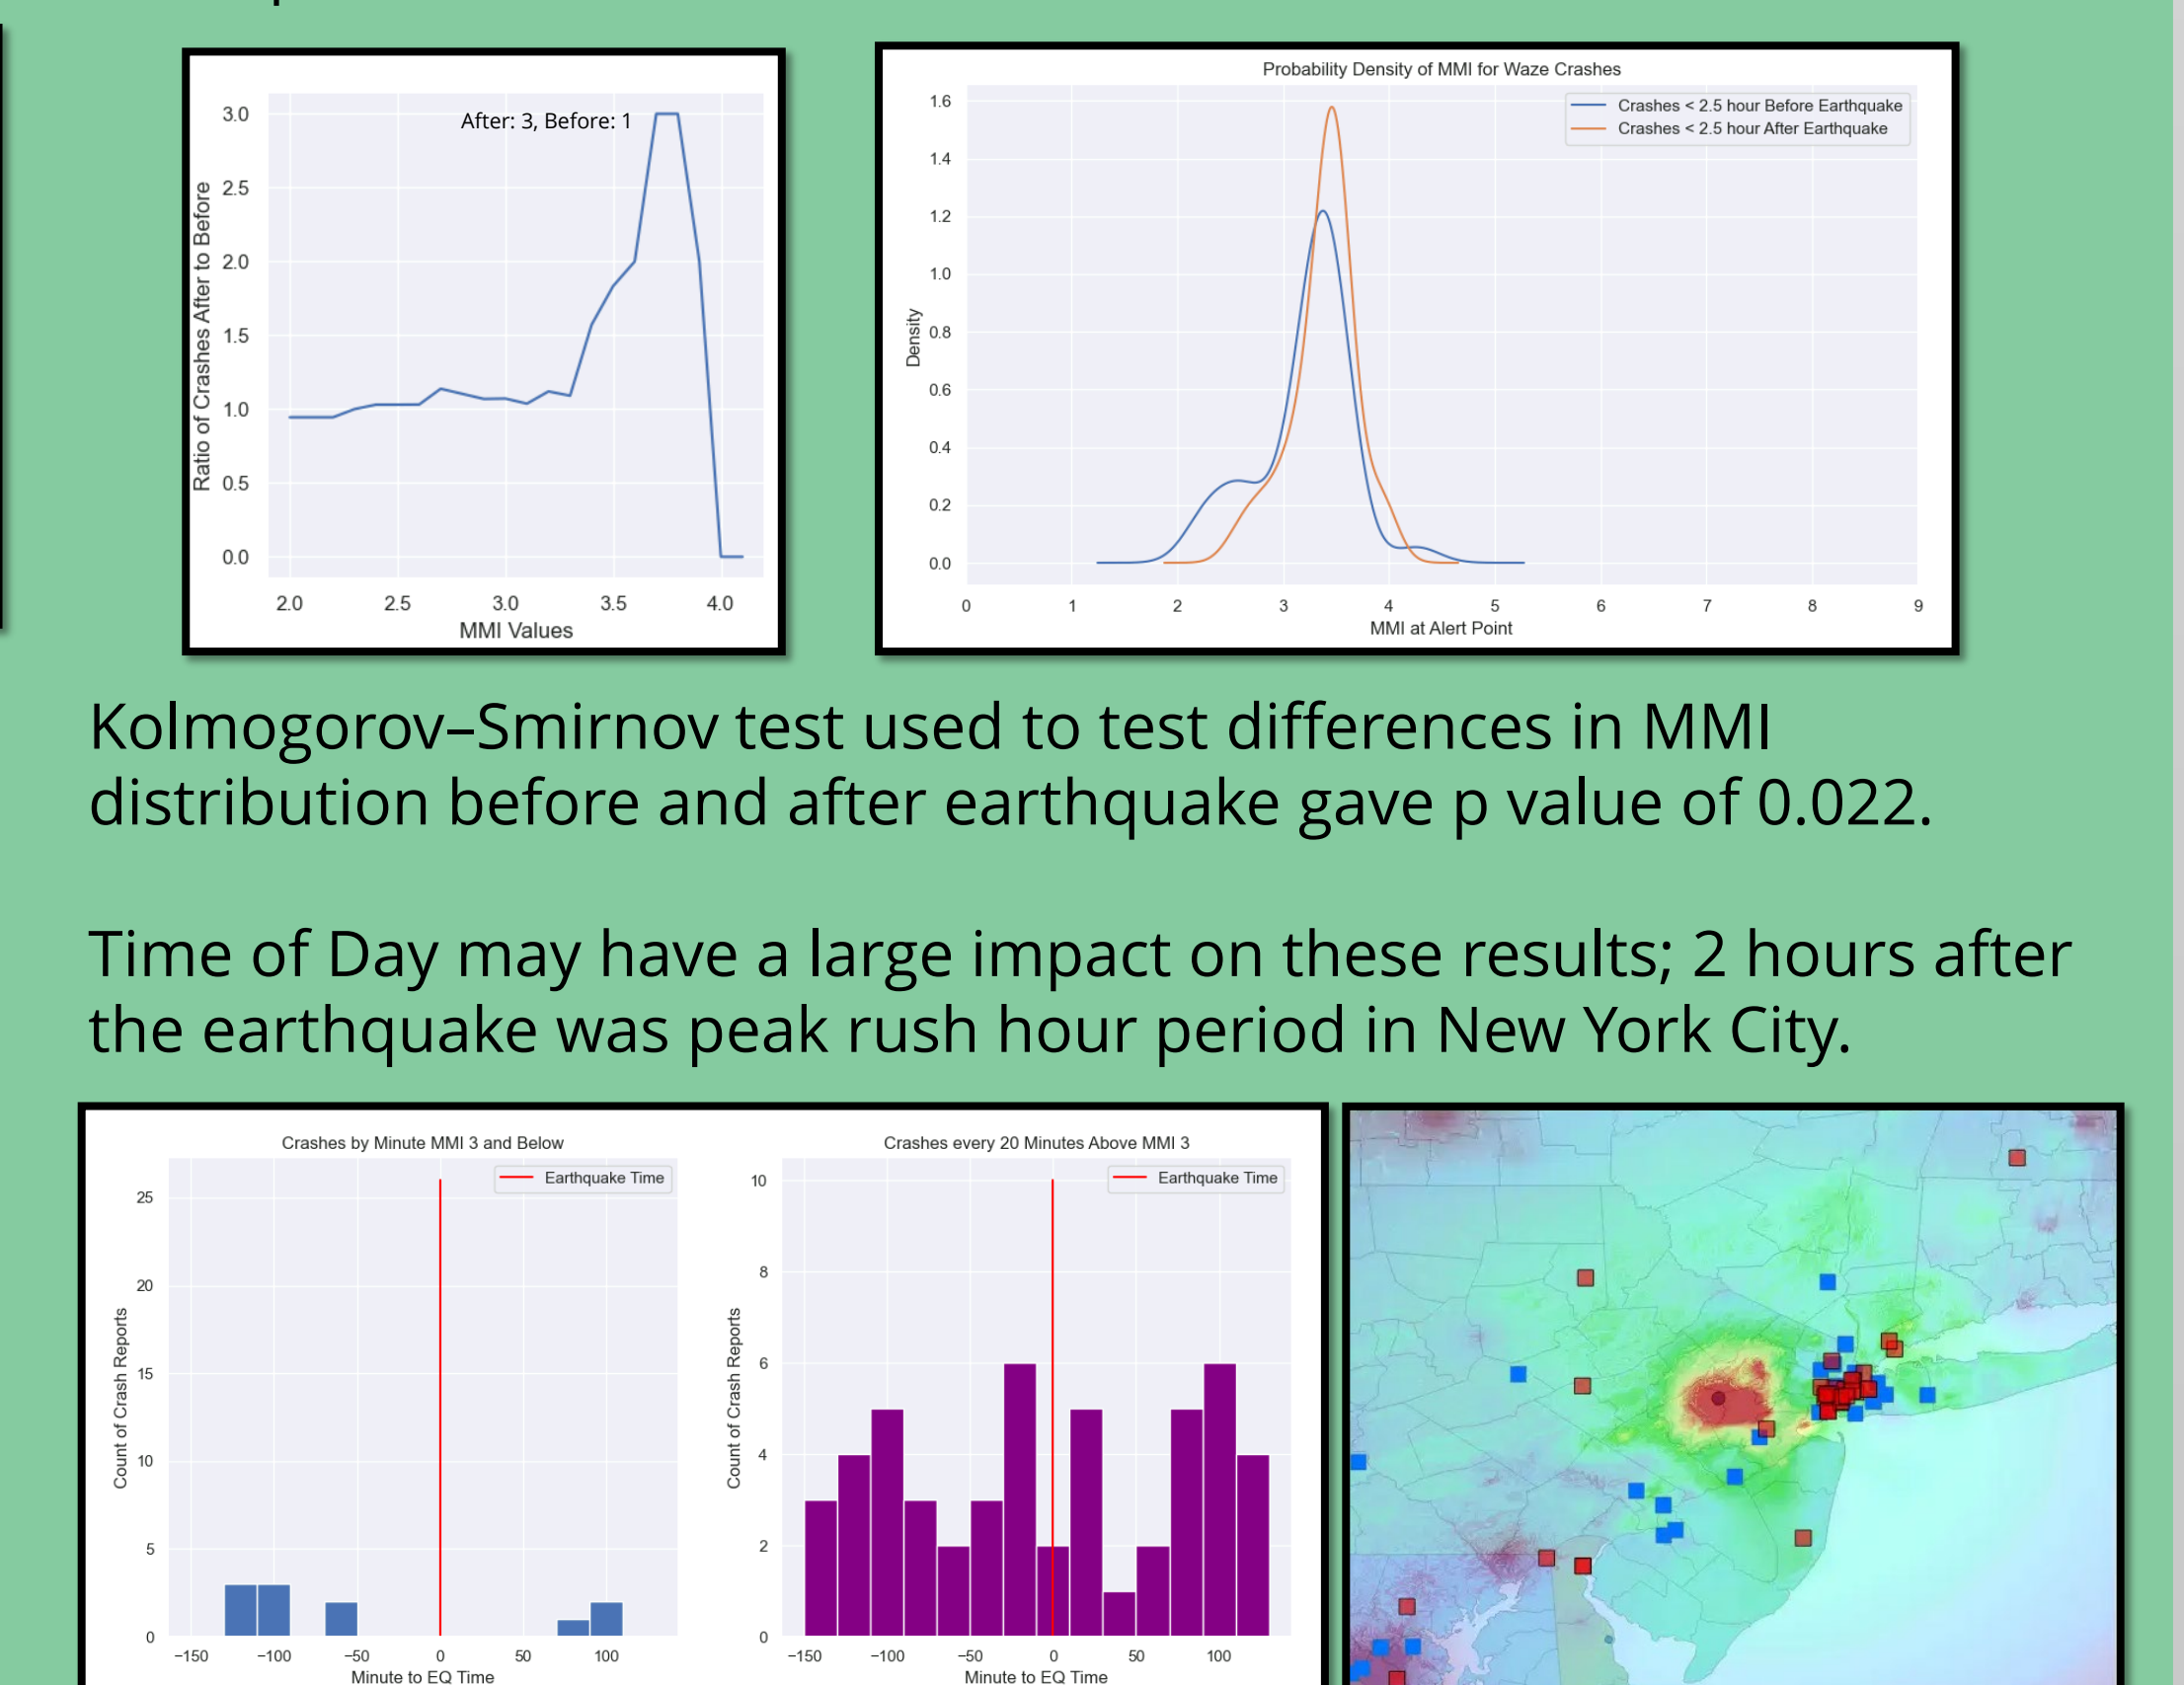 After: 3, Before: 1
3.0
2.5
2.0
1.5
1.0
0.5
0.0
Ratio of Crashes After to Before
2.0 2.5 3.0 3.5 4.0
MMI Values
Probability Density of MMI for Waze Crashes
Crashes < 2.5 hour Before Earthquake
Crashes < 2.5 hour After Earthquake
1.6
1.4
1.2
1.0
0.8
0.6
0.4
0.2
0.0
Density
0 1 2 3 4 5 6 7 8 9
MMI at Alert Point
Kolmogorov–Smirnov test used to test differences in MMI
distribution before and after earthquake gave p value of 0.022.
Time of Day may have a large impact on these results; 2 hours after
the earthquake was peak rush hour period in New York City.
Crashes by Minute MMI 3 and Below
Earthquake Time
25
20
15
10
5
0
Count of Crash Reports
−150 −100 −50 0 50 100
Minute to EQ Time
Crashes every 20 Minutes Above MMI 3
Earthquake Time
10
8
6
4
2
0
Count of Crash Reports
−150 −100 −50 0 50 100
Minute to EQ Time